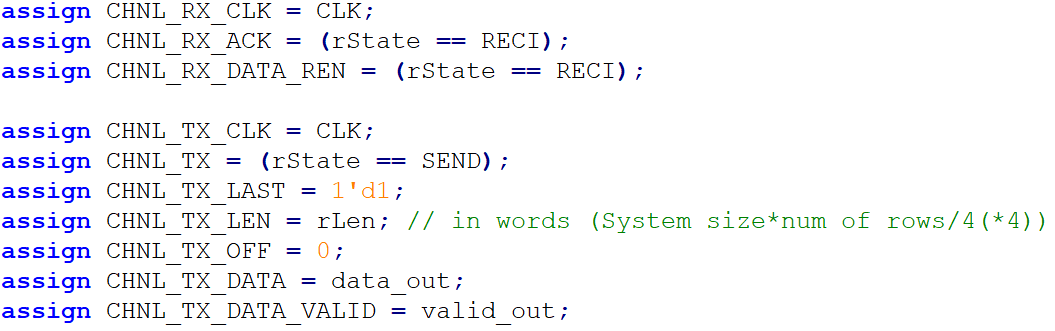 assign CHNL_RX_CLK = CLK;
assign CHNL_RX_ACK = (rState == RECI);
assign CHNL_RX_DATA_REN = (rState == RECI);
assign CHNL_TX_CLK = CLK;
assign CHNL_TX = (rState == SEND);
assign CHNL_TX_LAST = 1'd1;
assign CHNL_TX_LEN = rLen; // in words (System size*num of rows/4(*4))
assign CHNL_TX_OFF = 0;
assign CHNL_TX_DATA = data_out;
assign CHNL_TX_DATA_VALID = valid_out;